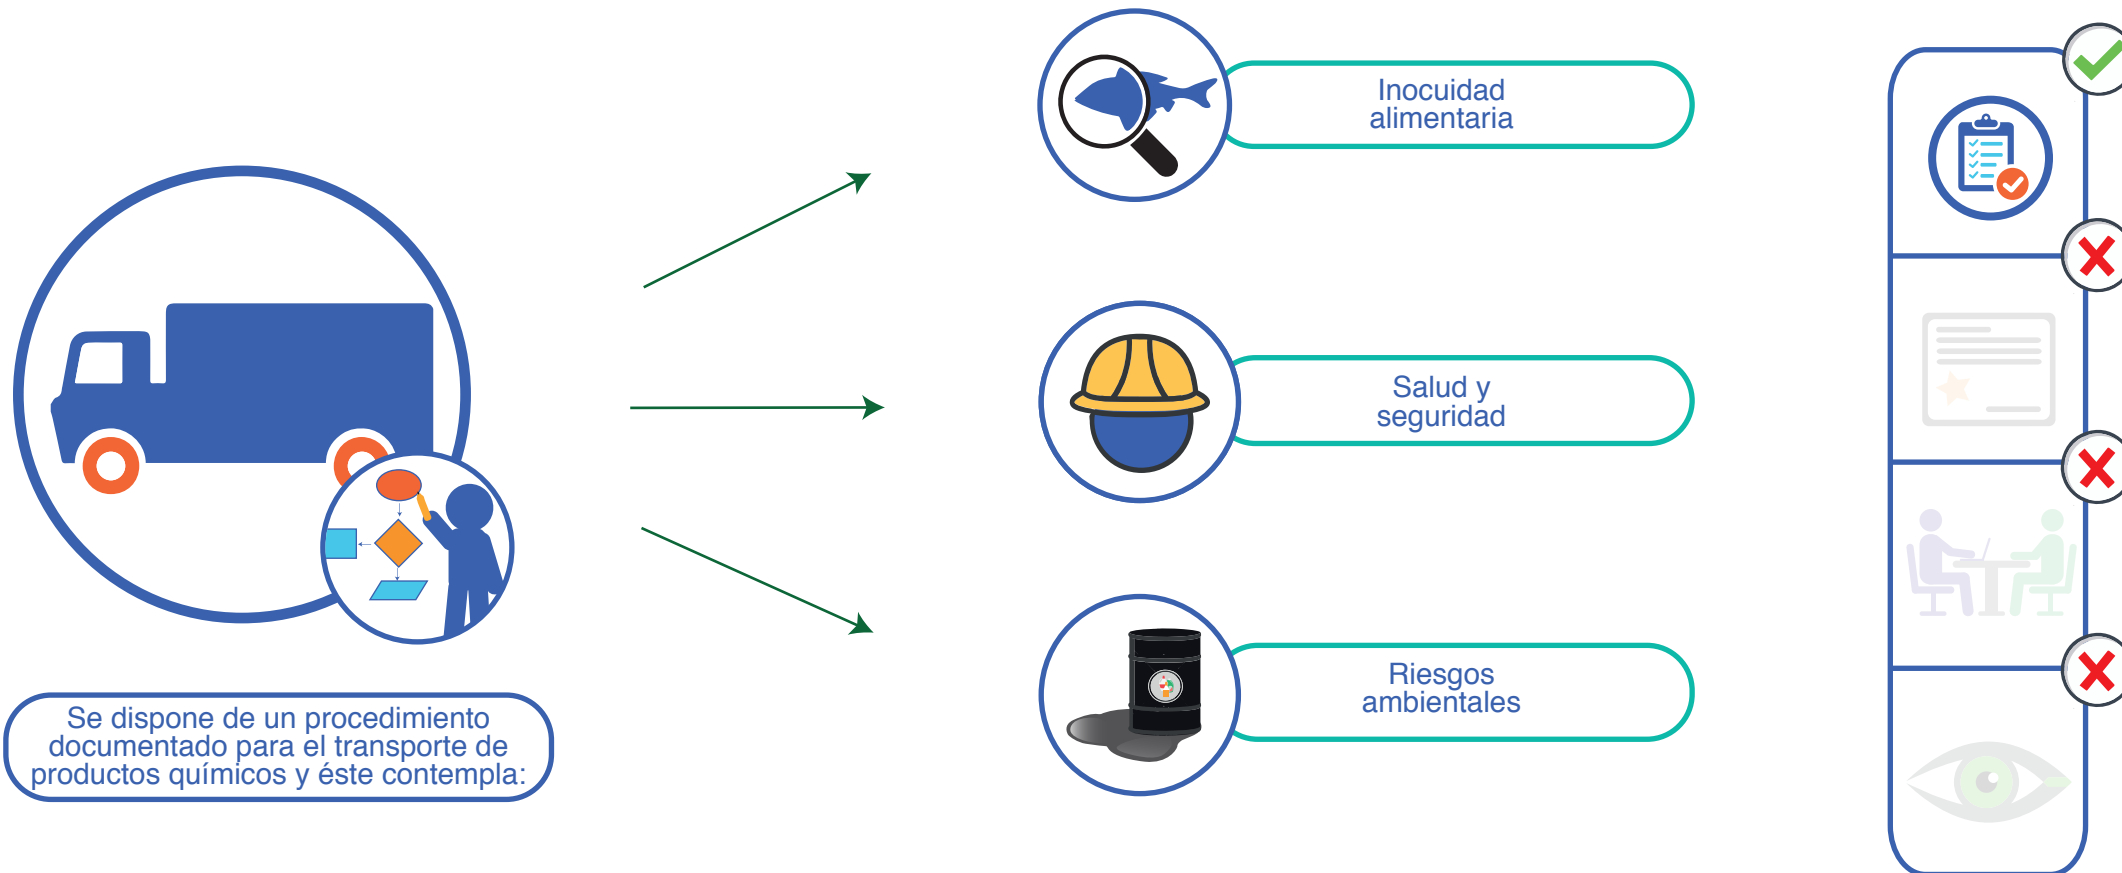 Inocuidad
alimentaria
Salud y
seguridad
Riesgos
ambientales
Se dispone de un procedimiento
documentado para el transporte de
productos químicos y éste contempla: